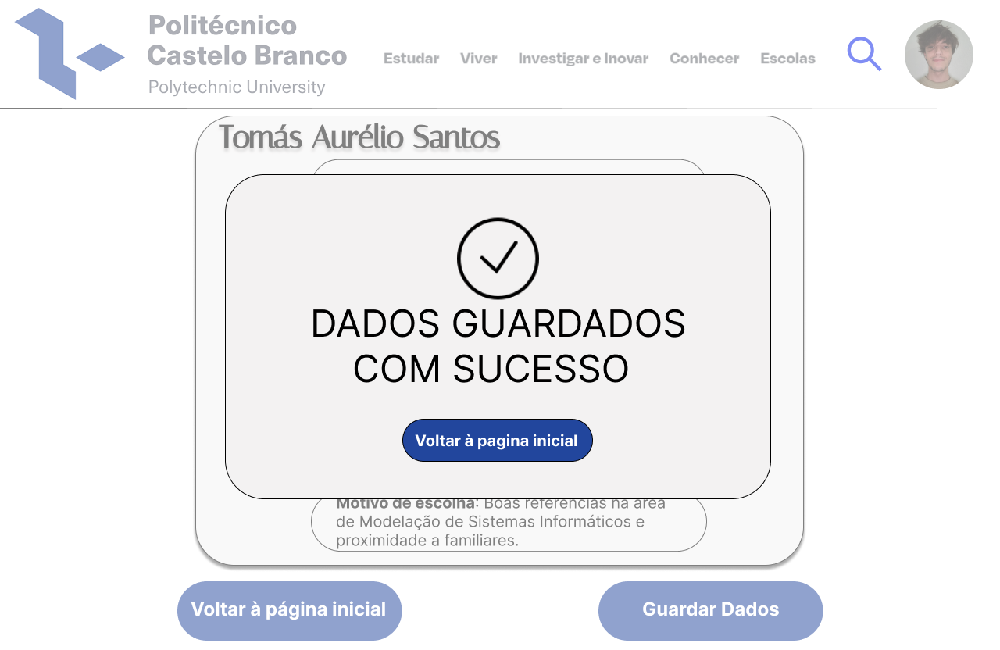 Politécnico
Castelo Branco
Polytechnic University
Estudar Viver Investigar e Inovar Conhecer Escolas
Tomás Aurélio Santos
DADOS GUARDADOS
COM SUCESSO
Voltar à pagina inicial
Motivo de escolha: Boas referências na área
de Modelação de Sistemas Informáticos e
proximidade a familiares.
Voltar à página inicial
Guardar Dados